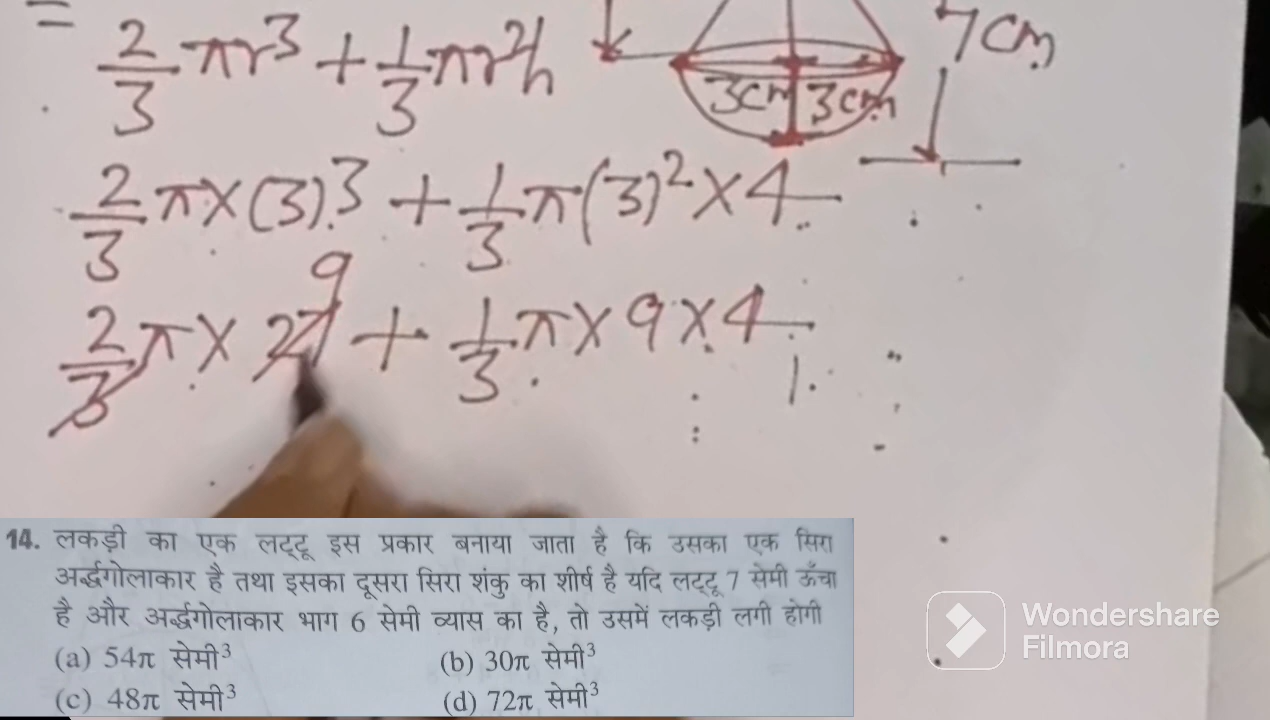 =
2/3 πr³ + 1/3 πr²h
7cm
3cm 3cm
2/3 π×(3)³ + 1/3 π(3)²×4
9
2/3 π× 27 + 1/3 π×9×4
1.
14. लकड़ी का एक लट्टू इस प्रकार बनाया जाता है कि उसका एक सिरा
अर्द्धगोलाकार है तथा इसका दूसरा सिरा शंकु का शीर्ष है यदि लट्टू 7 सेमी ऊँचा
है और अर्द्धगोलाकार भाग 6 सेमी व्यास का है, तो उसमें लकड़ी लगी होगी
(a) 54π सेमी³ (b) 30π सेमी³
(c) 48π सेमी³ (d) 72π सेमी³
Wondershare
Filmora